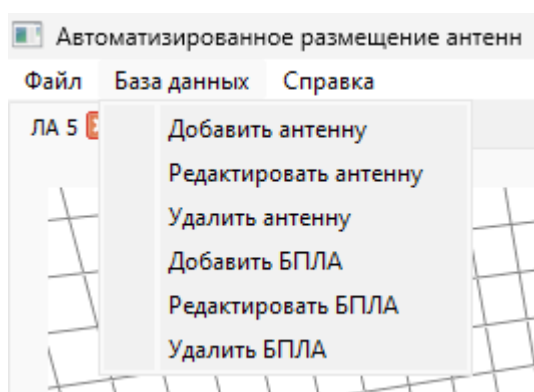 Автоматизированное размещение антенн
Файл База данных Справка
ЛА 5
Добавить антенну
Редактировать антенну
Удалить антенну
Добавить БПЛА
Редактировать БПЛА
Удалить БПЛА